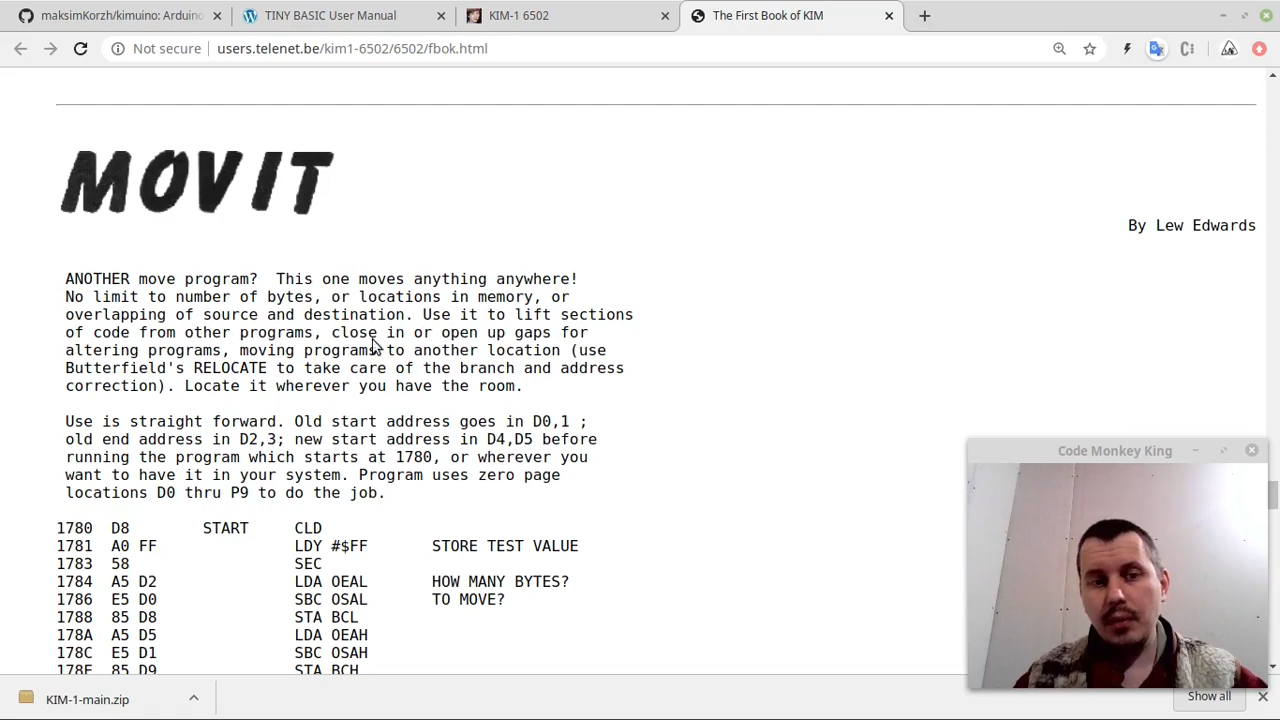 maksimKorzh/kimuino: Arduino
TINY BASIC User Manual
KIM-1 6502
The First Book of KIM
Not secure
users.telenet.be/kim1-6502/6502/fbok.html
MOVIT
By Lew Edwards
ANOTHER move program?  This one moves anything anywhere!
No limit to number of bytes, or locations in memory, or
overlapping of source and destination. Use it to lift sections
of code from other programs, close in or open up gaps for
altering programs, moving programs to another location (use
Butterfield's RELOCATE to take care of the branch and address
correction). Locate it wherever you have the room.
Use is straight forward. Old start address goes in D0,1 ;
old end address in D2,3; new start address in D4,D5 before
running the program which starts at 1780, or wherever you
want to have it in your system. Program uses zero page
locations D0 thru P9 to do the job.
1780  D8        START     CLD
1781  A0 FF               LDY #$FF       STORE TEST VALUE
1783  58                  SEC
1784  A5 D2               LDA OEAL       HOW MANY BYTES?
1786  E5 D0               SBC OSAL       TO MOVE?
1788  85 D8               STA BCL
178A  A5 D5               LDA OEAH
178C  E5 D1               SBC OSAH
178E  85 D9               STA BCH
Code Monkey King
KIM-1-main.zip
Show all